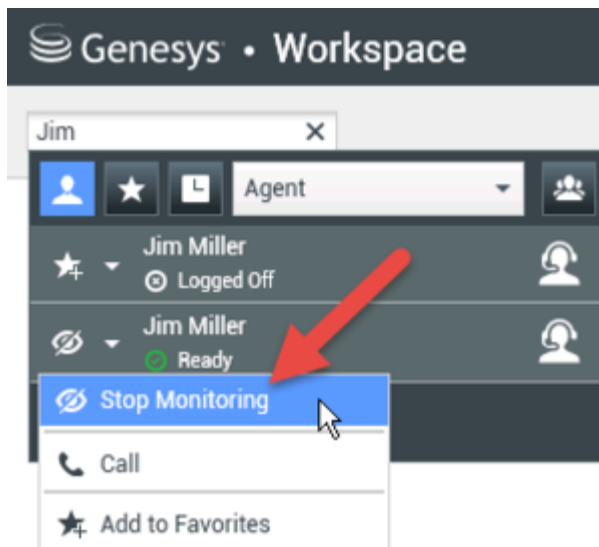 Genesys • Workspace
Jim
Agent
Jim Miller
Logged Off
Jim Miller
Ready
Stop Monitoring
Call
Add to Favorites